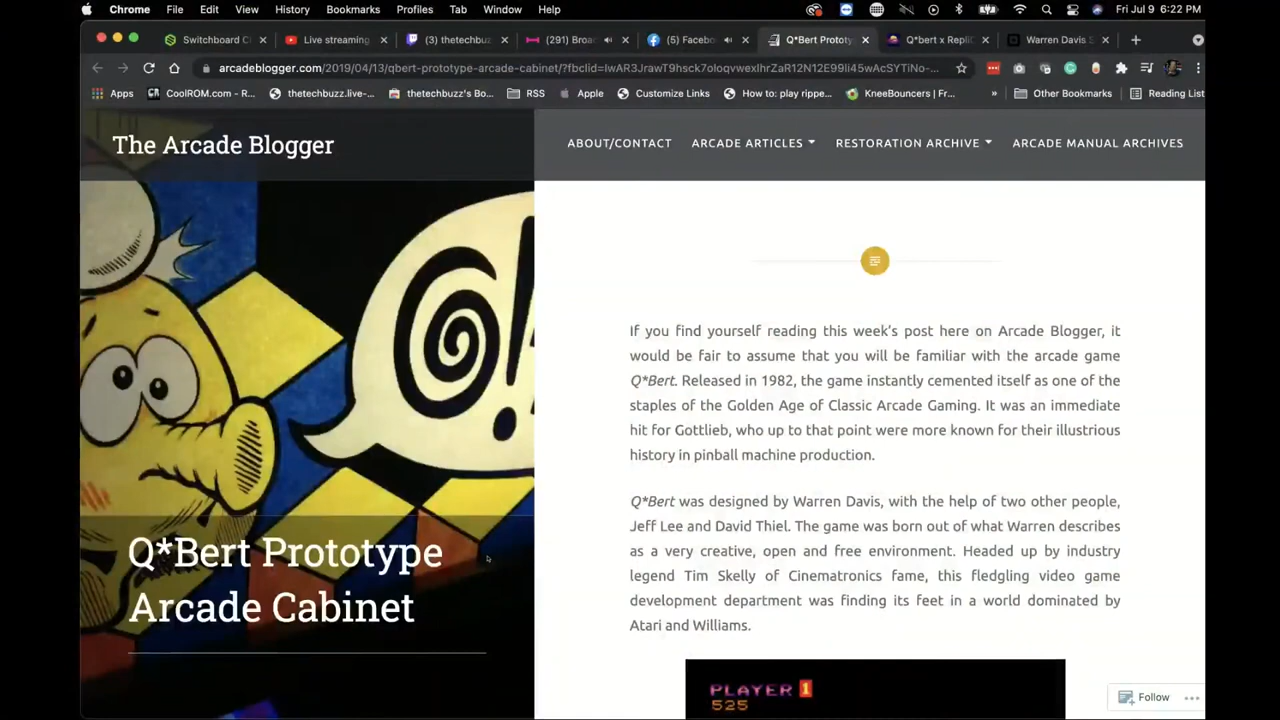 Chrome File Edit View History Bookmarks Profiles Tab Window Help Fri Jul 9 6:22 PM
Switchboard C (3) thetechbuzz (291) Broa (5) Facebo Q*Bert Prototy Q*bert x Repli Warren Davis
Live streaming
arcadeblogger.com/2019/04/13/qbert-prototype-arcade-cabinet/?fbclid=IwAR3JrawT9hsck7oIoqvwexIhrZaR12N12E99Ii45wAcSYTiNo-...
Apps CoolROM.com - R... thetechbuzz.live-... thetechbuzz's Bo... RSS Apple Customize Links How to: play rippe... KneeBouncers | Fr... » Other Bookmarks Reading List
The Arcade Blogger
ABOUT/CONTACT ARCADE ARTICLES RESTORATION ARCHIVE ARCADE MANUAL ARCHIVES
@!
Q*Bert Prototype
Arcade Cabinet
If you find yourself reading this week's post here on Arcade Blogger, it
would be fair to assume that you will be familiar with the arcade game
Q*Bert. Released in 1982, the game instantly cemented itself as one of the
staples of the Golden Age of Classic Arcade Gaming. It was an immediate
hit for Gottlieb, who up to that point were more known for their illustrious
history in pinball machine production.
Q*Bert was designed by Warren Davis, with the help of two other people,
Jeff Lee and David Thiel. The game was born out of what Warren describes
as a very creative, open and free environment. Headed up by industry
legend Tim Skelly of Cinematronics fame, this fledgling video game
development department was finding its feet in a world dominated by
Atari and Williams.
PLAYER 1
525
Follow